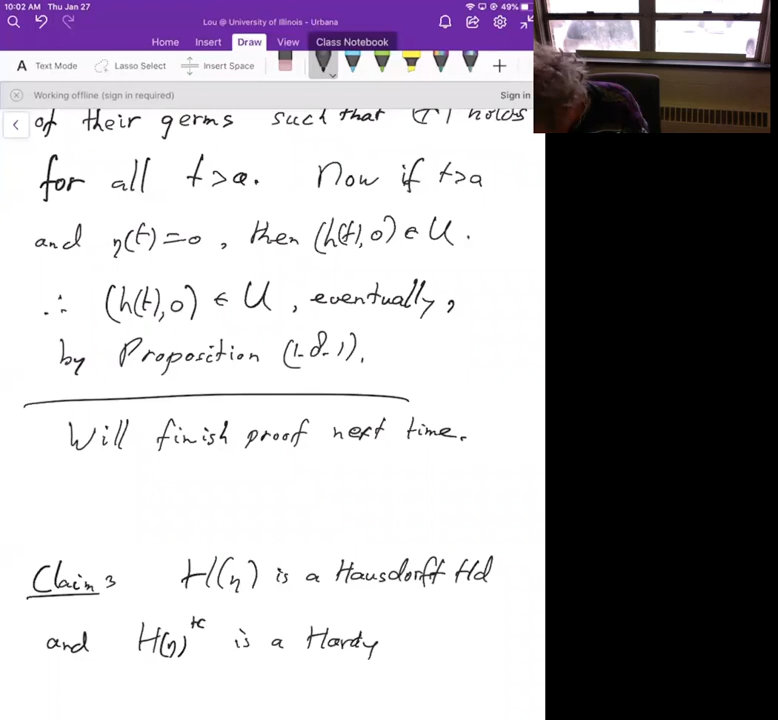 10:02 AM Thu Jan 27
49%
Lou @ University of Illinois - Urbana
Home Insert Draw View Class Notebook
Text Mode Lasso Select Insert Space
Working offline (sign in required) Sign in
of their germs such that (†) holds
for all t>a. Now if t>a
and η(t)=0, then (h(t),0) ∈ U.
∴ (h(t),0) ∈ U, eventually,
by Proposition (1.8.1).
Will finish proof next time.
Claim 3 H(η) is a Hausdorff Hd
and H(η)^rc is a Hardy